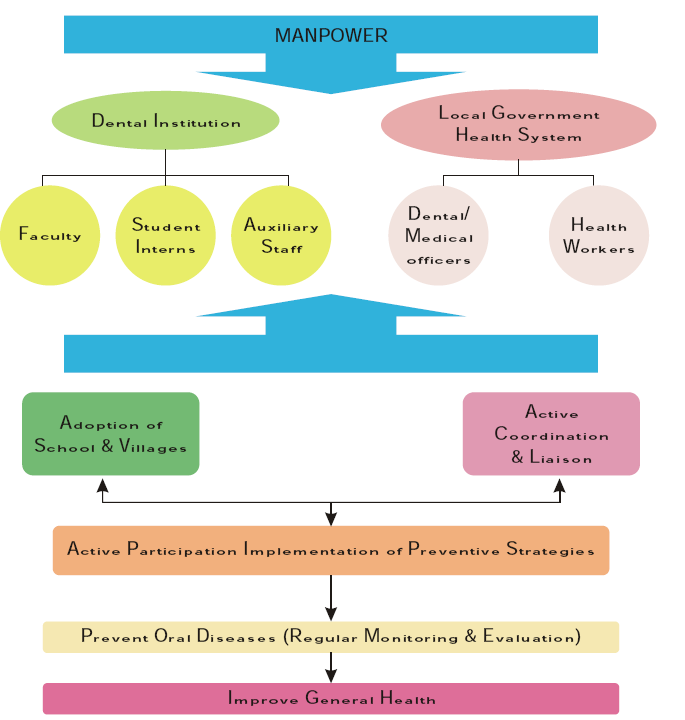 MANPOWER
Dental Institution
Local Government
Health System
Faculty
Student
Interns
Auxiliary
Staff
Dental/
Medical
officers
Health
Workers
Adoption of
School & Villages
Active
Coordination
& Liaison
Active Participation Implementation of Preventive Strategies
Prevent Oral Diseases (Regular Monitoring & Evaluation)
Improve General Health